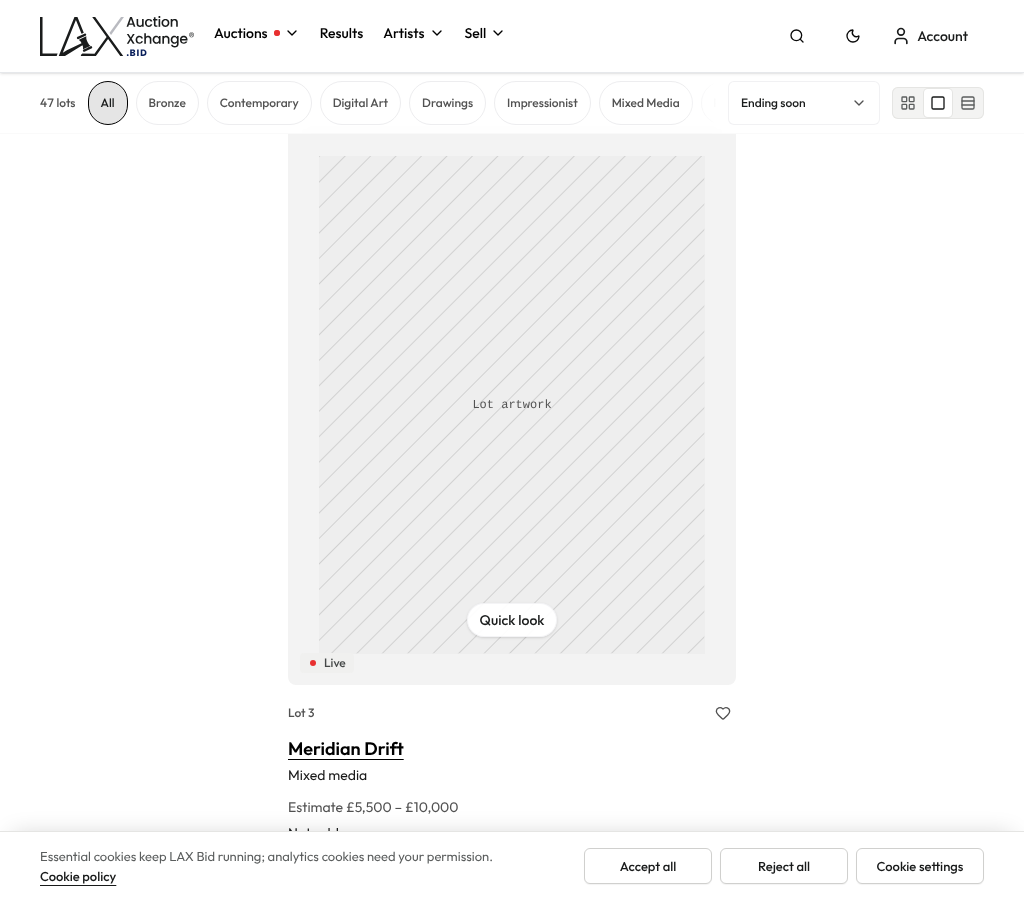 LAX Auction Xchange® .BID
Auctions
Results
Artists
Sell
Account
47 lots
All
Bronze
Contemporary
Digital Art
Drawings
Impressionist
Mixed Media
Ending soon
Lot artwork
Quick look
Live
Lot 3
Meridian Drift
Mixed media
Estimate £5,500 – £10,000
Essential cookies keep LAX Bid running; analytics cookies need your permission.
Cookie policy
Accept all
Reject all
Cookie settings